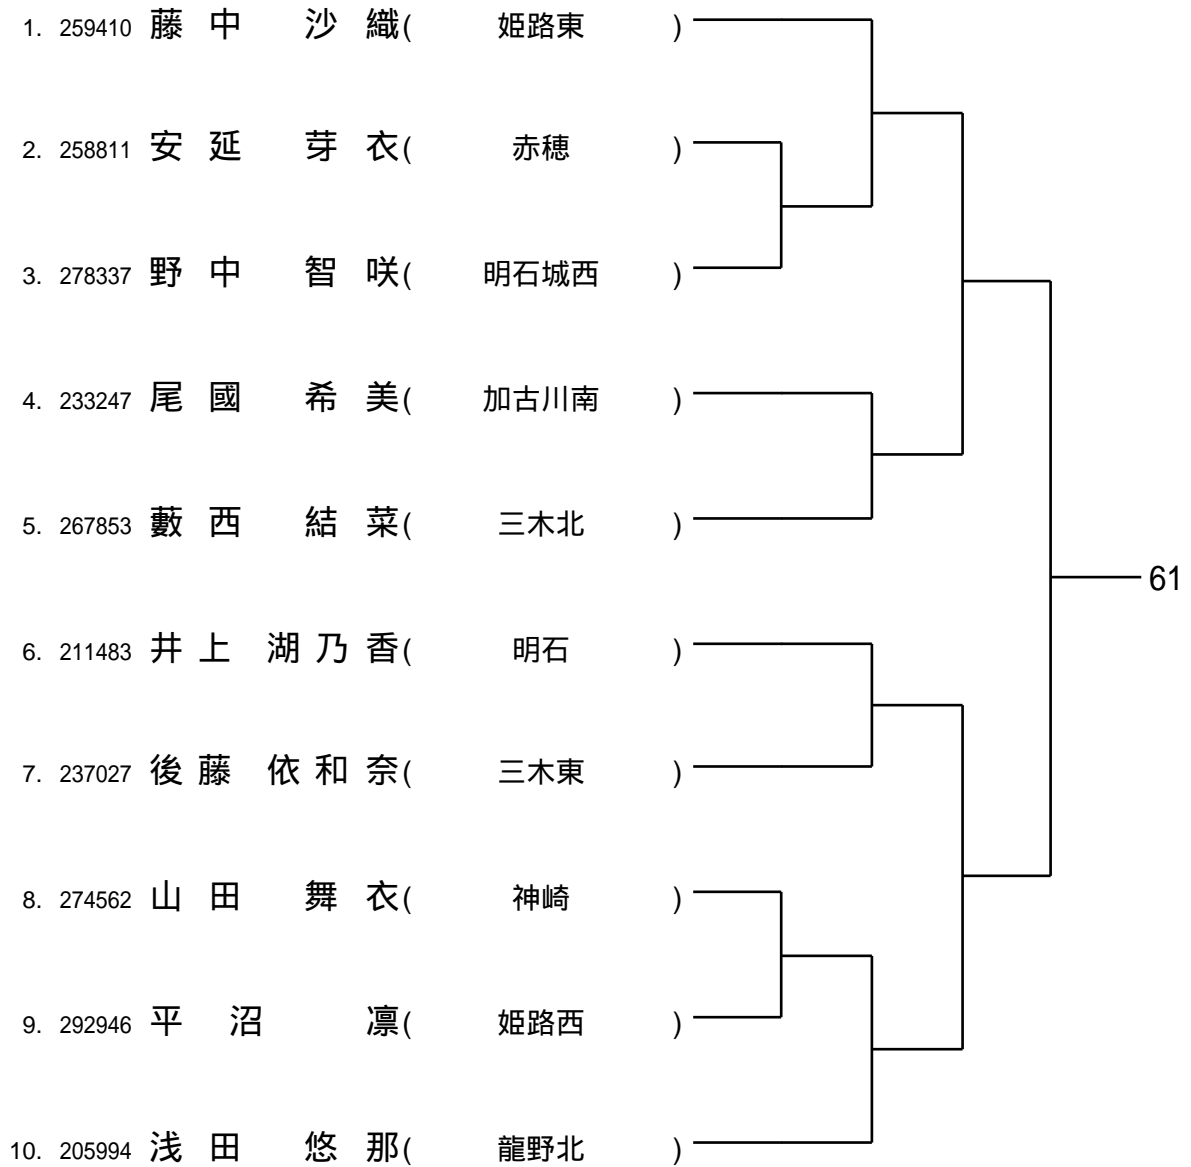 1. 259410 藤中 沙織( 姫路東 )
2. 258811 安延 芽衣( 赤穂 )
3. 278337 野中 智咲( 明石城西 )
4. 233247 尾國 希美( 加古川南 )
5. 267853 藪西 結菜( 三木北 )
61
6. 211483 井上 湖乃香( 明石 )
7. 237027 後藤 依和奈( 三木東 )
8. 274562 山田 舞衣( 神崎 )
9. 292946 平沼 凛( 姫路西 )
10. 205994 浅田 悠那( 龍野北 )